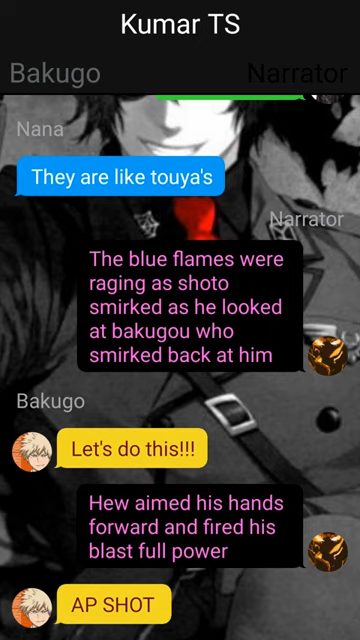 Kumar TS
Bakugo
Narrator
Nana
They are like touya's
Narrator
The blue flames were
raging as shoto
smirked as he looked
at bakugou who
smirked back at him
Bakugo
Let's do this!!!
Hew aimed his hands
forward and fired his
blast full power
AP SHOT